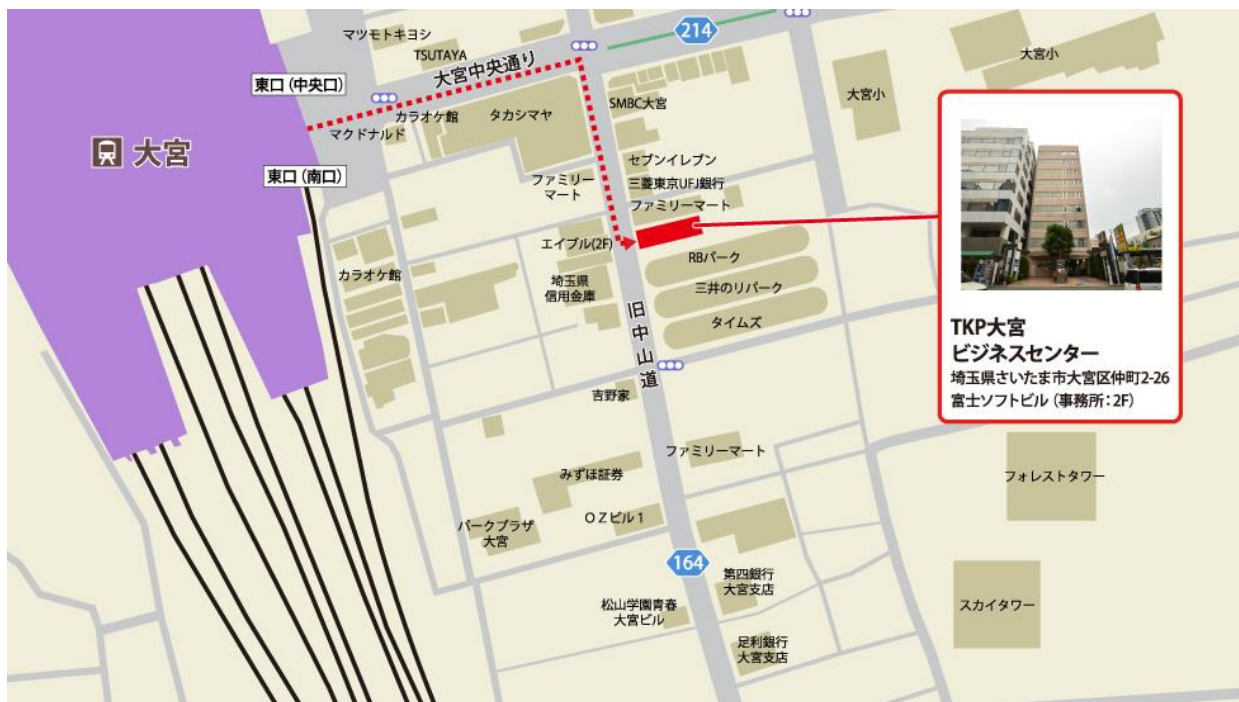 マツモトキヨシ
TSUTAYA
大宮中央通り
214
大宮小
東口(中央口)
カラオケ館
タカシマヤ
SMBC大宮
大宮小
マクドナルド
大宮
東口(南口)
セブンイレブン
ファミリー
マート
三菱東京UFJ銀行
ファミリーマート
エイブル(2F)
RBパーク
カラオケ館
埼玉県
信用金庫
三井のリパーク
タイムズ
旧中山道
吉野家
TKP大宮
ビジネスセンター
埼玉県さいたま市大宮区仲町2-26
富士ソフトビル(事務所:2F)
ファミリーマート
みずほ証券
フォレストタワー
パークプラザ
大宮
OZビル1
164
第四銀行
大宮支店
松山学園青春
大宮ビル
スカイタワー
足利銀行
大宮支店